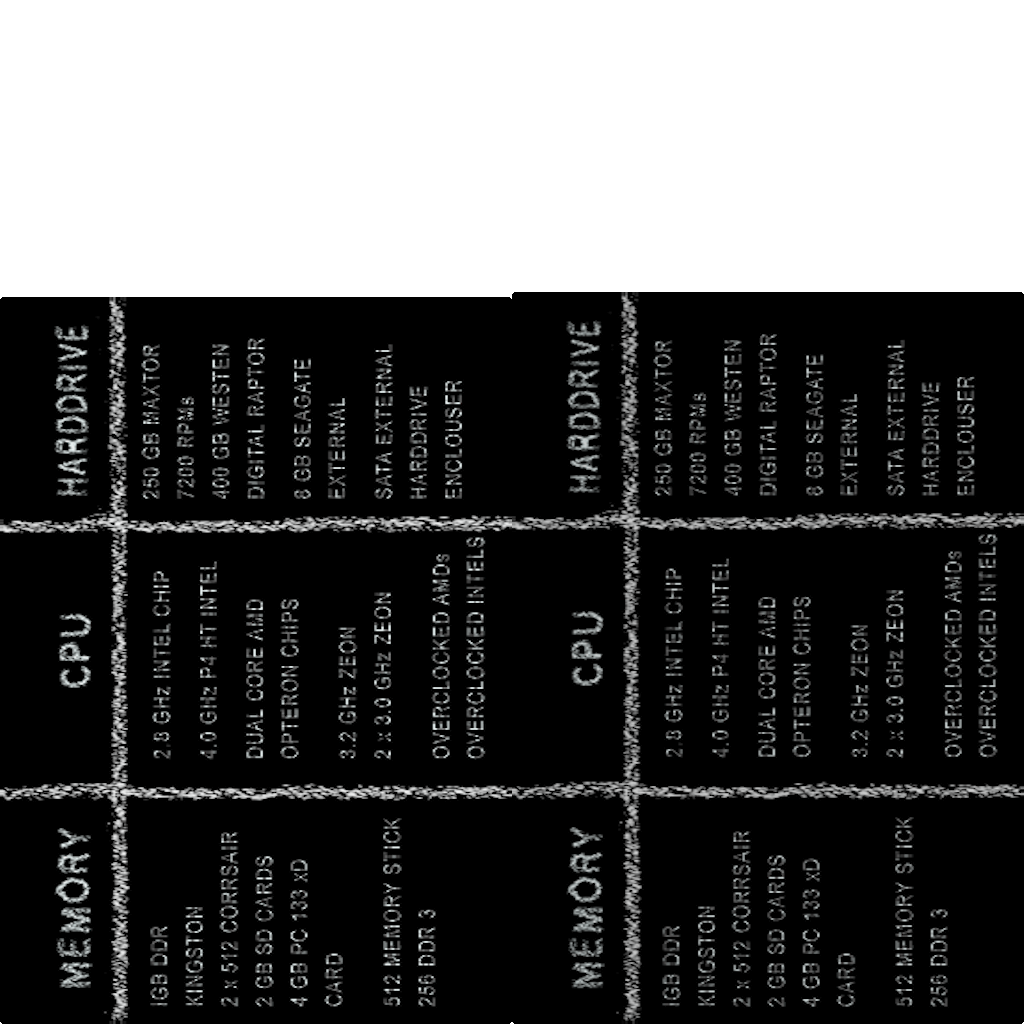 MEMORY
IGB DDR
KINGSTON
2 x 512 CORRSAIR
2 GB SD CARDS
4 GB PC 133 xD
CARD
512 MEMORY STICK
256 DDR 3
CPU
2.8 GHz INTEL CHIP
4.0 GHz P4 HT INTEL
DUAL CORE AMD
OPTERON CHIPS
3.2 GHz ZEON
2 x 3.0 GHz ZEON
OVERCLOCKED AMDs
OVERCLOCKED INTELS
HARDDRIVE
250 GB MAXTOR
7200 RPMs
400 GB WESTEN
DIGITAL RAPTOR
8 GB SEAGATE
EXTERNAL
SATA EXTERNAL
HARDDRIVE
ENCLOUSER
MEMORY
IGB DDR
KINGSTON
2 x 512 CORRSAIR
2 GB SD CARDS
4 GB PC 133 xD
CARD
512 MEMORY STICK
256 DDR 3
CPU
2.8 GHz INTEL CHIP
4.0 GHz P4 HT INTEL
DUAL CORE AMD
OPTERON CHIPS
3.2 GHz ZEON
2 x 3.0 GHz ZEON
OVERCLOCKED AMDs
OVERCLOCKED INTELS
HARDDRIVE
250 GB MAXTOR
7200 RPMs
400 GB WESTEN
DIGITAL RAPTOR
8 GB SEAGATE
EXTERNAL
SATA EXTERNAL
HARDDRIVE
ENCLOUSER